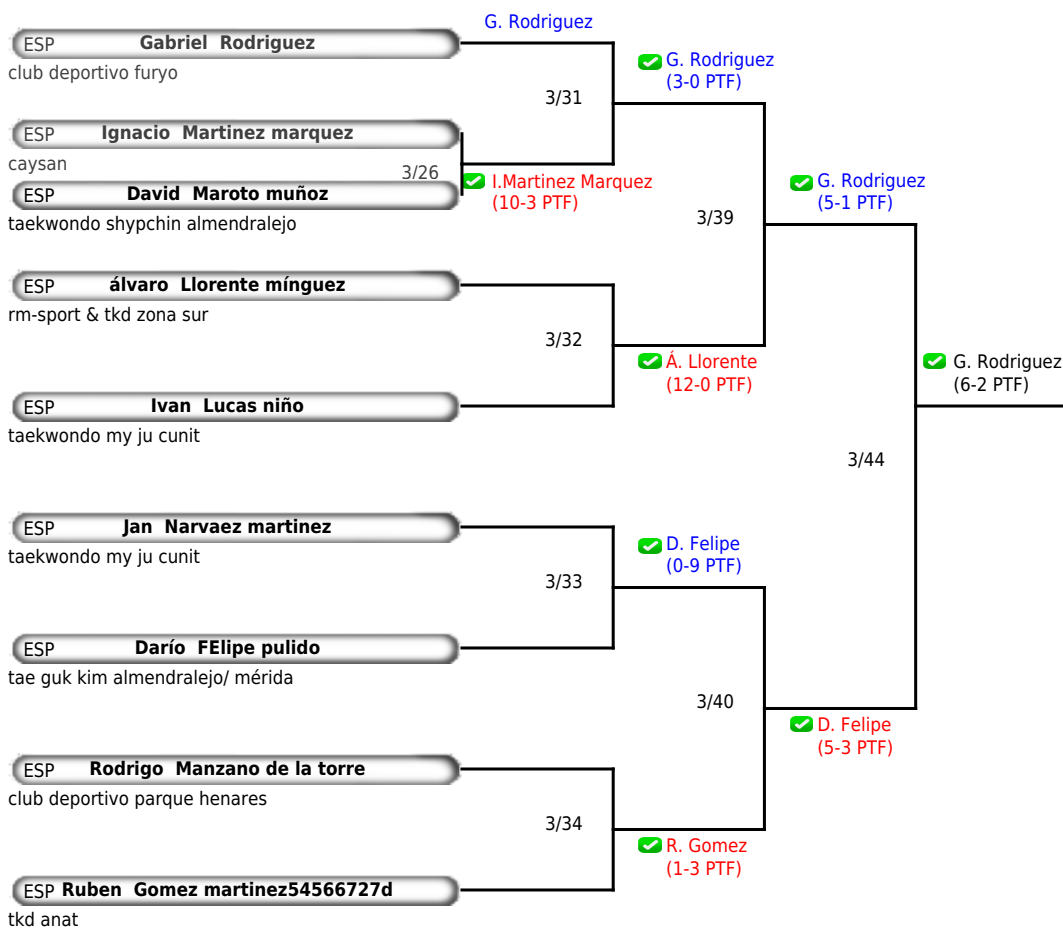 G. Rodriguez
ESP Gabriel Rodriguez
club deportivo furyo
G. Rodriguez
(3-0 PTF)
3/31
ESP Ignacio Martinez marquez
caysan
3/26
ESP David Maroto muñoz
I.Martinez Marquez
(10-3 PTF)
taekwondo shypchin almendralejo
G. Rodriguez
(5-1 PTF)
3/39
ESP álvaro Llorente mínguez
rm-sport & tkd zona sur
3/32
Á. Llorente
(12-0 PTF)
G. Rodriguez
(6-2 PTF)
ESP Ivan Lucas niño
taekwondo my ju cunit
3/44
ESP Jan Narvaez martinez
taekwondo my ju cunit
D. Felipe
(0-9 PTF)
3/33
ESP Darío FElipe pulido
tae guk kim almendralejo/ mérida
3/40
D. Felipe
(5-3 PTF)
ESP Rodrigo Manzano de la torre
club deportivo parque henares
3/34
R. Gomez
(1-3 PTF)
ESP Ruben Gomez martinez54566727d
tkd anat